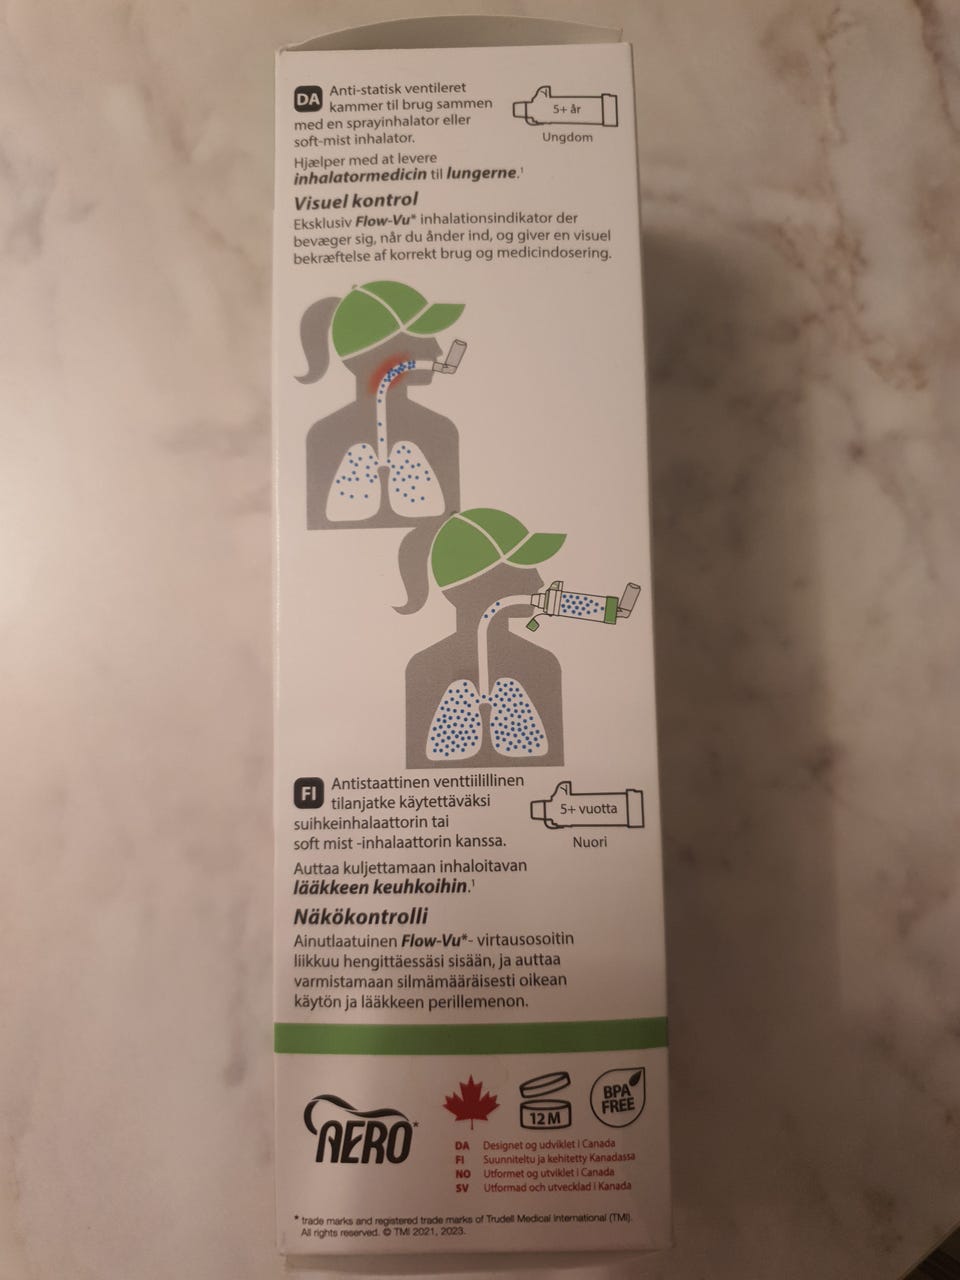 DA Anti-statisk ventileret
kammer til brug sammen
med en sprayinhalator eller
soft-mist inhalator.
5+ år
Ungdom
Hjælper med at levere
inhalatormedicin til lungerne.¹
Visuel kontrol
Eksklusiv Flow-Vu* inhalationsindikator der
bevæger sig, når du ånder ind, og giver en visuel
bekræftelse af korrekt brug og medicindosering.
FI Antistaattinen venttiilillinen
tilanjatke käytettäväksi
suihkeinhalaattorin tai
soft mist -inhalaattorin kanssa.
5+ vuotta
Nuori
Auttaa kuljettamaan inhaloitavan
lääkkeen keuhkoihin.¹
Näkökontrolli
Ainutlaatuinen Flow-Vu*- virtausosoitin
liikkuu hengittäessäsi sisään, ja auttaa
varmistamaan silmämääräisesti oikean
käytön ja lääkkeen perillemenon.
AERO*
12 M
BPA
FREE
DA Designet og udviklet i Canada
FI Suunniteltu ja kehitetty Kanadassa
NO Utformet og utviklet i Canada
SV Utformad och utvecklad i Kanada
* trade marks and registered trade marks of Trudell Medical International (TMI).
All rights reserved. © TMI 2021, 2023.